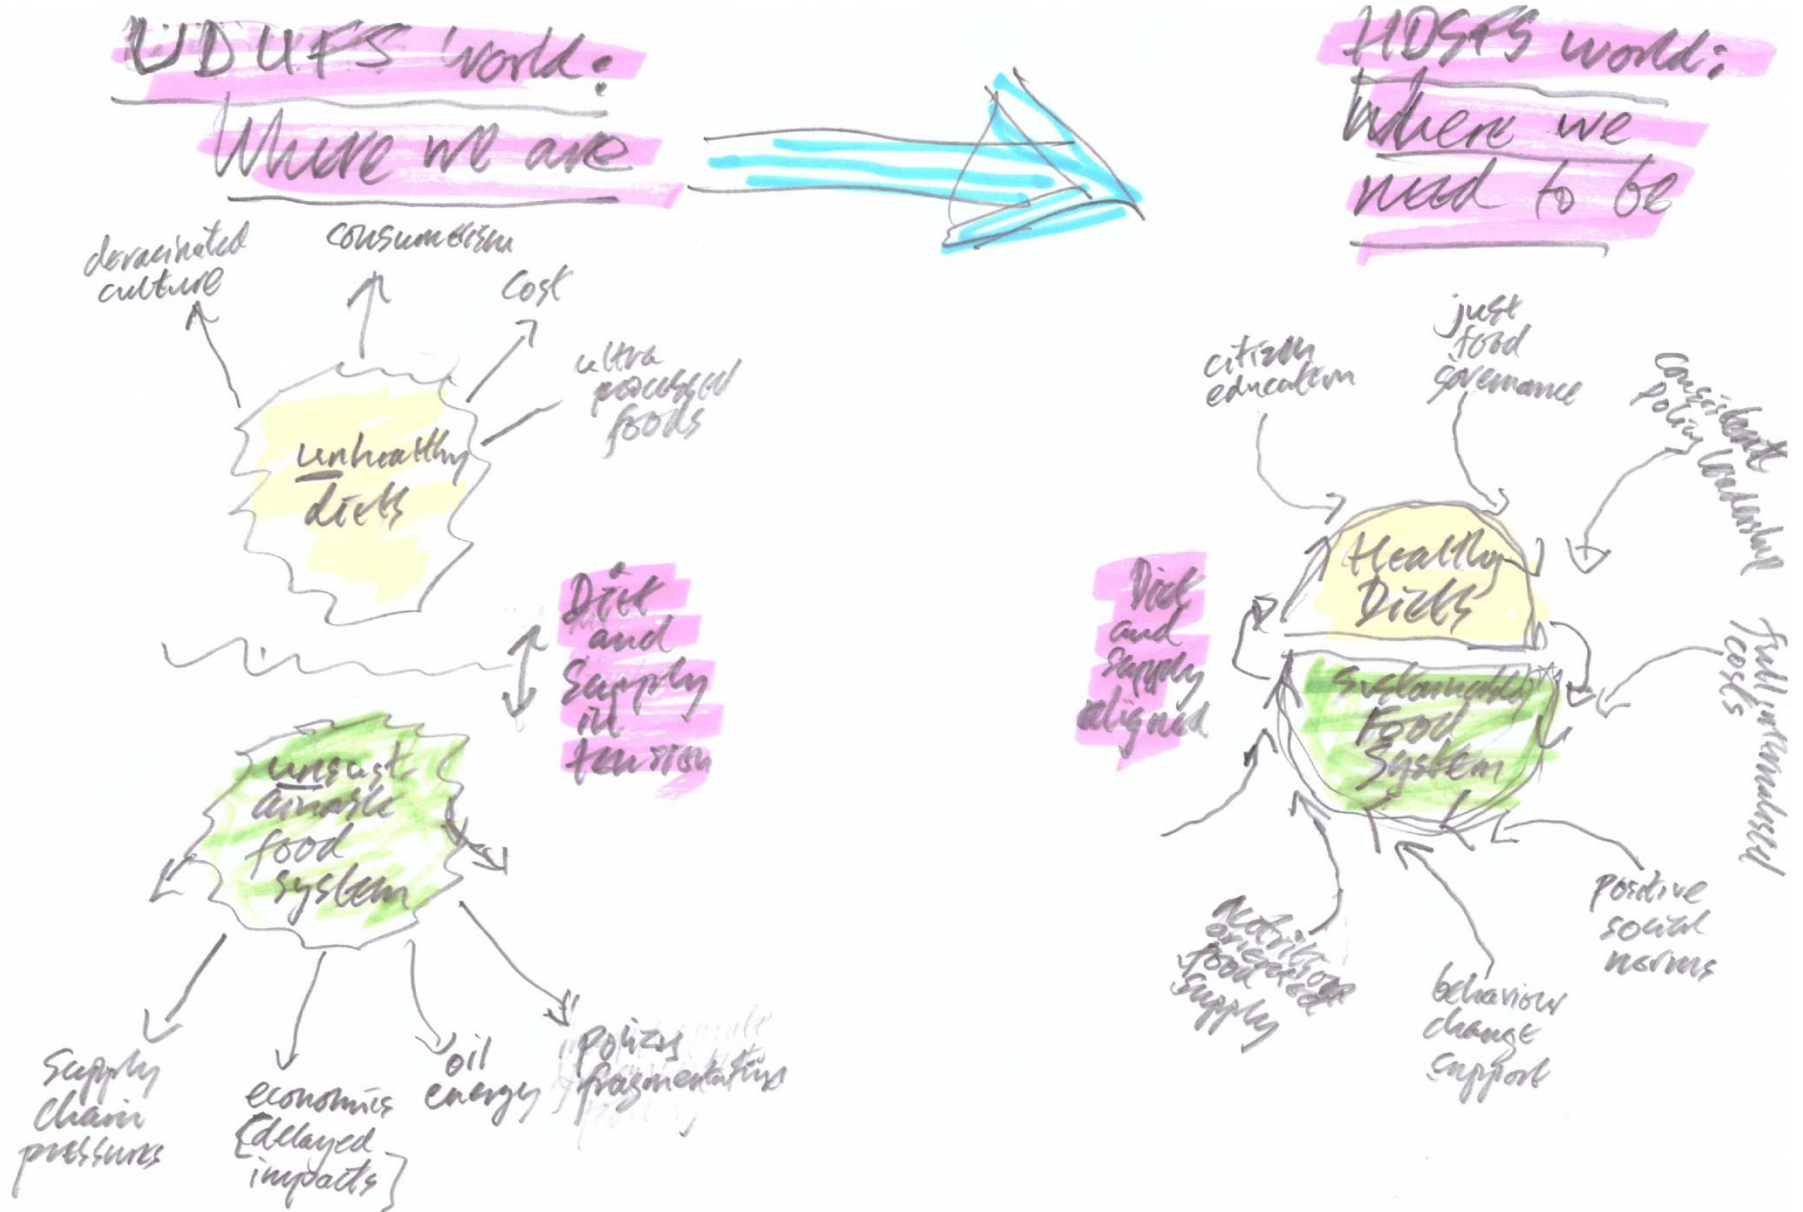 UDUFS world:
Where we are
HDSFS world:
Where we
need to be
deracinated
culture
consumerism
cost
ultra
processed
foods
unhealthy
diets
Diet
and
Supply
in
tension
unsust
ainable
food
system
supply
chain
pressures
economics
[delayed
impacts]
oil
energy
fragmentation
citizen
education
just
food
governance
consistent
policy
leadership
Healthy
Diets
Diet
and
supply
aligned
Food
System
full internalised
costs
positive
social
norms
behaviour
change
support
food
supply